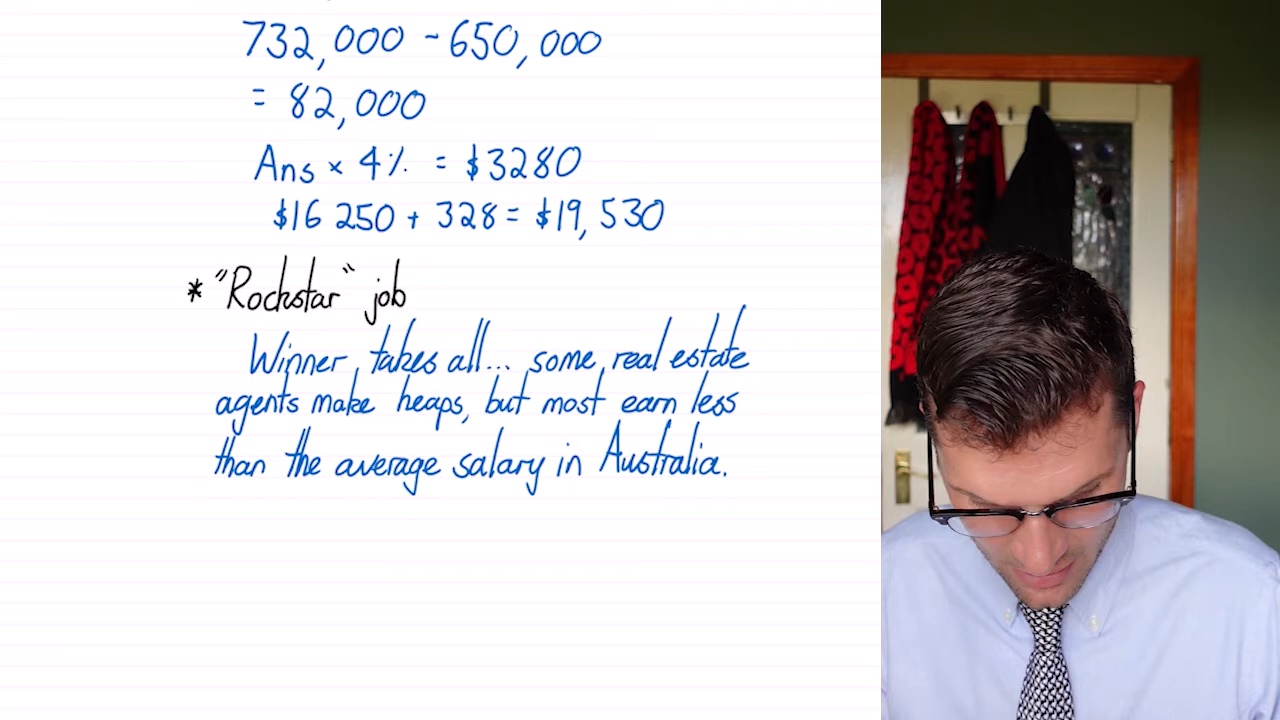 732,000 - 650,000
= 82,000
Ans × 4% = $3280
$16 250 + 328 = $19,530
* "Rockstar" job
Winner takes all... some real estate
agents make heaps, but most earn less
than the average salary in Australia.